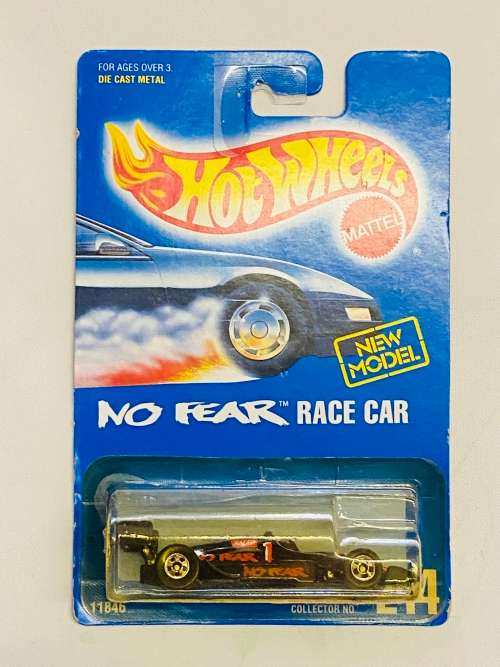 FOR AGES OVER 3.
DIE CAST METAL
HOT WHEELS
MATTEL
®
NEW
MODEL
NO FEAR™ RACE CAR
NO FEAR 1
NO FEAR
11846
COLLECTOR NO. 244